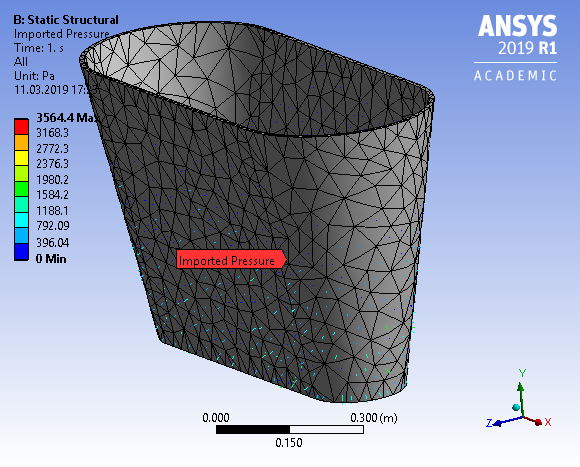 B: Static Structural
Imported Pressure
Time: 1. s
All
Unit: Pa
11.03.2019
ANSYS
2019 R1
ACADEMIC
3564.4 Max
3168.3
2772.3
2376.3
1980.2
1584.2
1188.1
792.09
396.04
0 Min
Imported Pressure
0.000
0.300 (m)
0.150
Y
Z
X